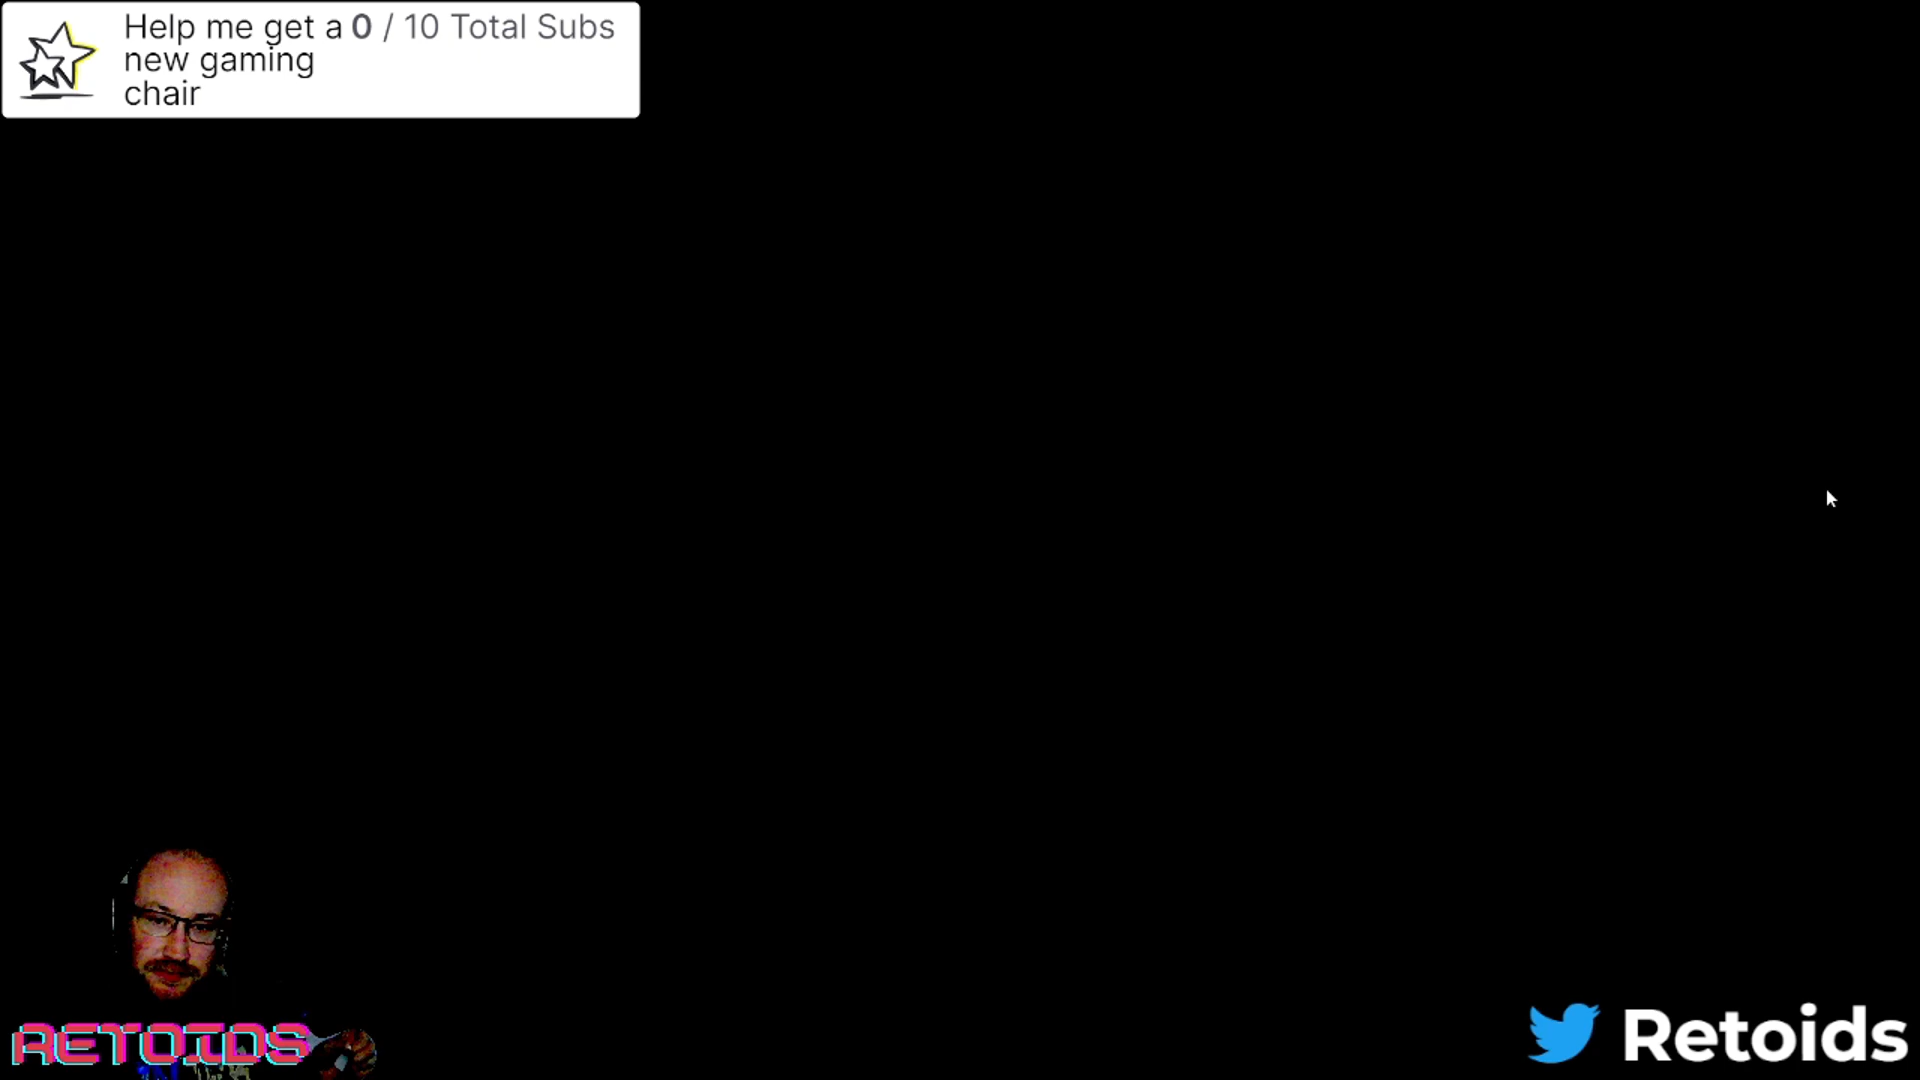 Help me get a 0 / 10 Total Subs
new gaming
chair
RETOIDS
Retoids